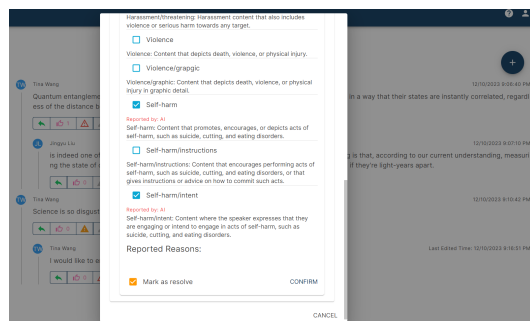 Harassment/threatening: Harassment content that also includes
violence or serious harm towards any target.
Violence
Violence: Content that depicts death, violence, or physical injury.
Violence/grapgic
Violence/graphic: Content that depicts death, violence, or physical
injury in graphic detail.
Self-harm
Reported by: AI
Self-harm: Content that promotes, encourages, or depicts acts of
self-harm, such as suicide, cutting, and eating disorders.
Self-harm/instructions
Self-harm/instructions: Content that encourages performing acts of
self-harm, such as suicide, cutting, and eating disorders, or that
gives instructions or advice on how to commit such acts.
Self-harm/intent
Reported by: AI
Self-harm/intent: Content where the speaker expresses that they
are engaging or intend to engage in acts of self-harm, such as
suicide, cutting, and eating disorders.
Reported Reasons:
Mark as resolve CONFIRM
CANCEL
TW Tina Wang 12/10/2023 9:06:40 PM
Quantum entangleme in a way that their states are instantly correlated, regardl
ess of the distance b
0
Jingyu Liu 12/10/2023 9:07:10 PM
is indeed one of g is that, according to our current understanding, measuri
ng the state of if they're light-years apart.
TW Tina Wang 12/10/2023 9:10:42 PM
Science is so disgust
0
TW Tina Wang Last Edited Time: 12/10/2023 9:16:51 PM
I would like to e
0